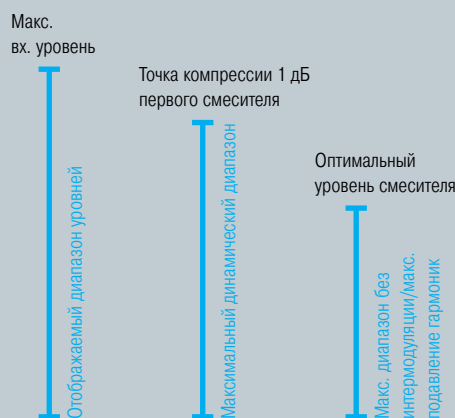 Макс.
вх. уровень
Отображаемый диапазон уровней
Точка компрессии 1 дБ
первого смесителя
Максимальный динамический диапазон
Оптимальный
уровень смесителя
Макс. диапазон без
интермодуляции/макс.
подавление гармоник